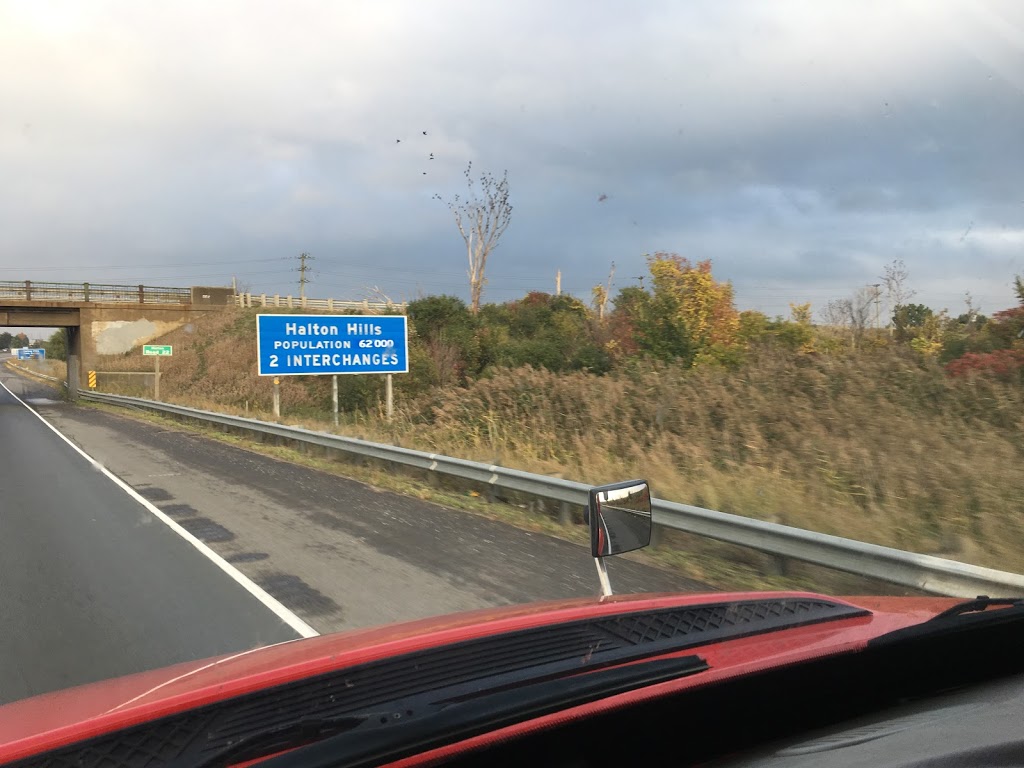 Halton Hills
POPULATION 62000
2 INTERCHANGES